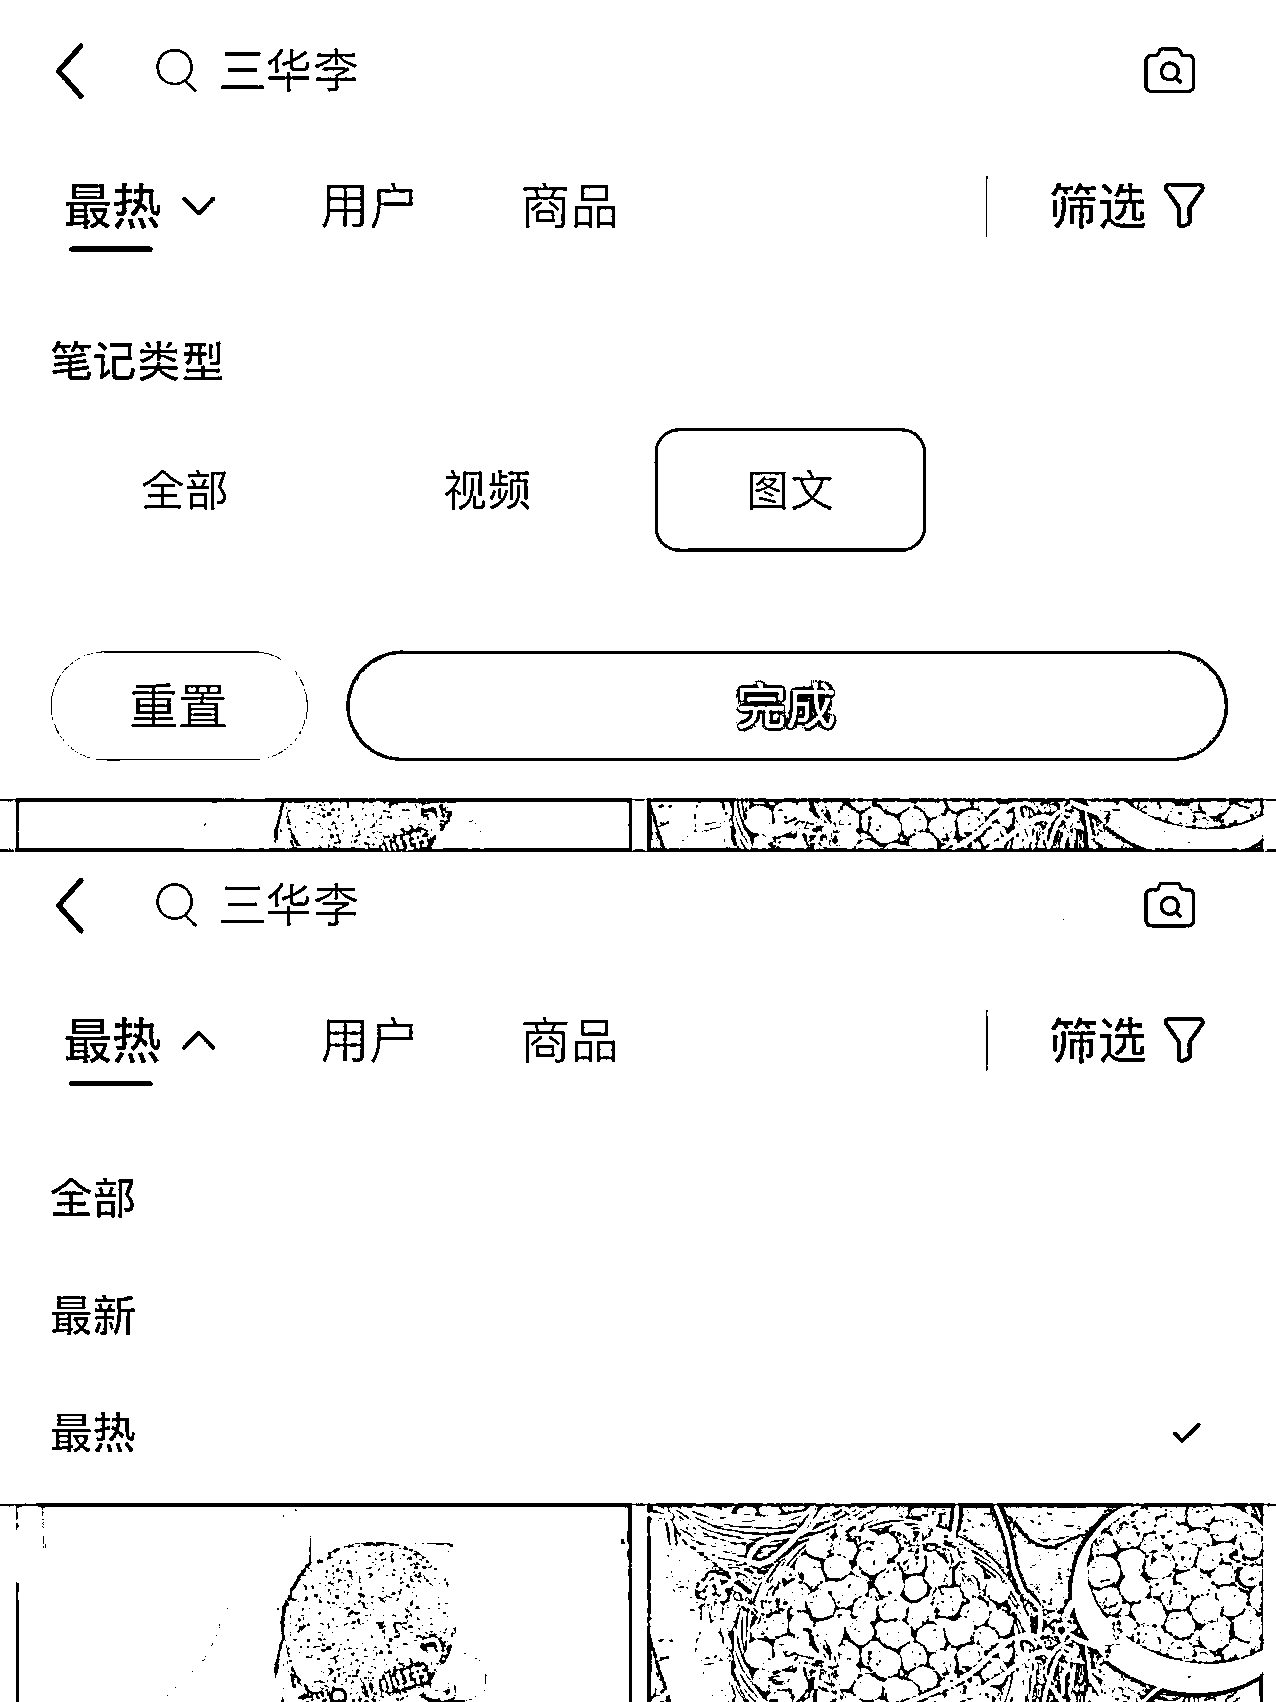 三华李
最热 用户 商品 筛选
笔记类型
全部 视频 图文
重置 完成
三华李
最热 用户 商品 筛选
全部
最新
最热